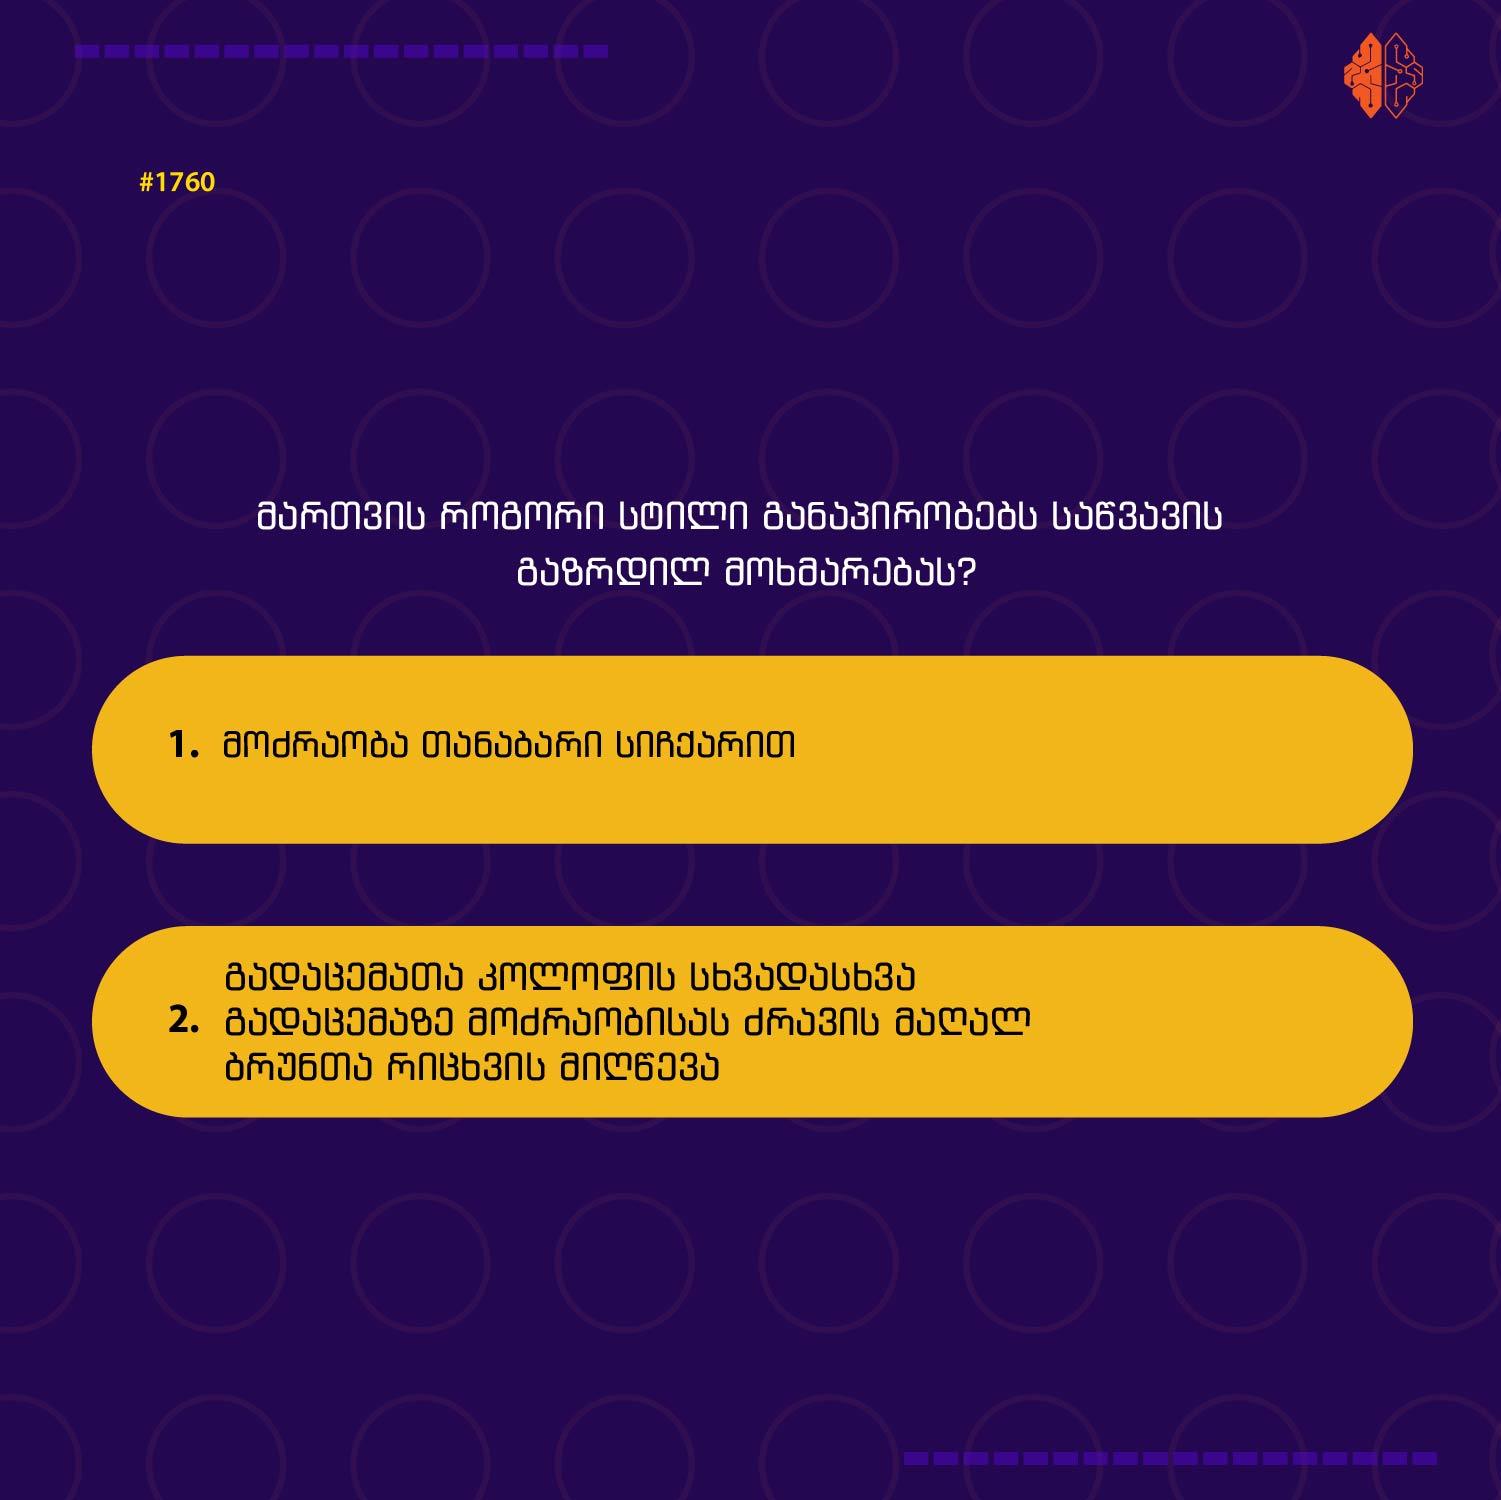 #1760
მართვის როგორი სტილი განაპირობებს საწვავის
გაზრდილ მოხმარებას?
1. მოძრაობა თანაბარი სიჩქარით
გადაცემათა კოლოფის სხვადასხვა
2. გადაცემაზე მოძრაობისას ძრავის მაღალ
ბრუნთა რიცხვის მიღწევა